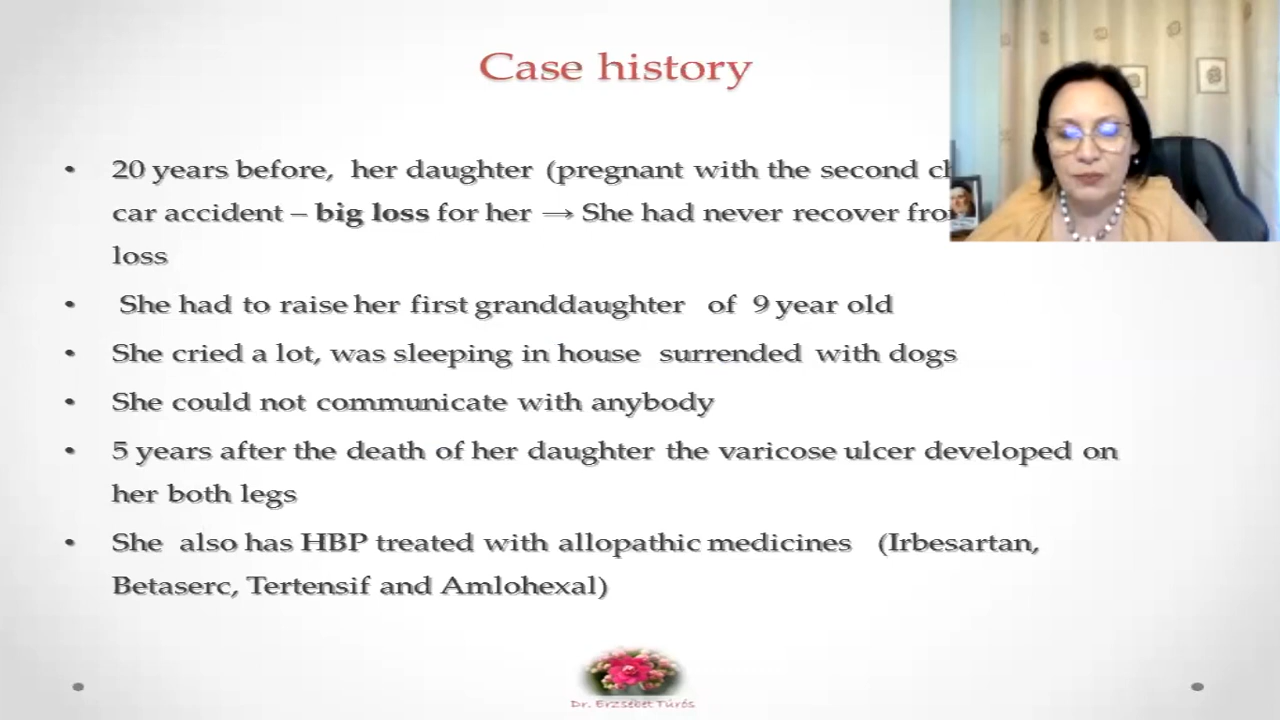 Case history
• 20 years before, her daughter (pregnant with the second
car accident – big loss for her → She had never recover
loss
• She had to raise her first granddaughter of 9 year old
• She cried a lot, was sleeping in house surrended with dogs
• She could not communicate with anybody
• 5 years after the death of her daughter the varicose ulcer developed on
her both legs
• She also has HBP treated with allopathic medicines (Irbesartan,
Betaserc, Tertensif and Amlohexal)
Dr. Erzsebet Türös